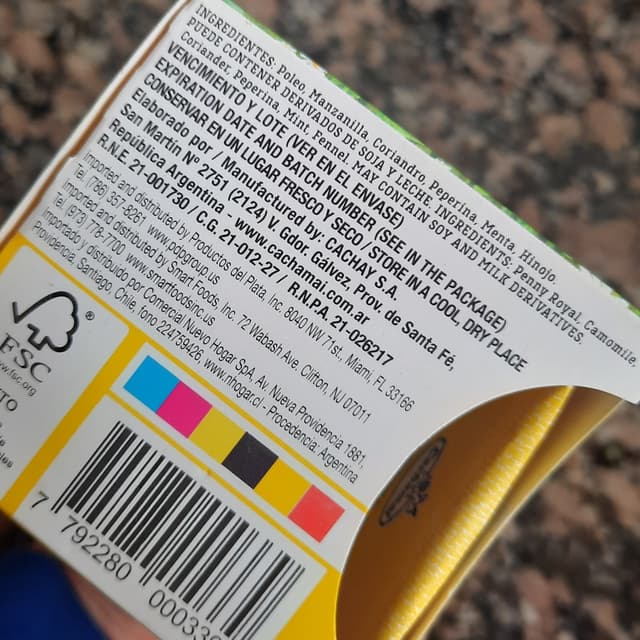 INGREDIENTES: Poleo, Manzanilla, Coriandro, Peperina, Menta, Hinojo.
PUEDE CONTENER DERIVADOS DE SOJA Y LECHE. INGREDIENTS: Penny Royal, Camomile,
Coriander, Peperina, Mint, Fennel. MAY CONTAIN SOY AND MILK DERIVATIVES.
VENCIMIENTO Y LOTE (VER EN EL ENVASE)
EXPIRATION DATE AND BATCH NUMBER (SEE IN THE PACKAGE)
CONSERVAR EN UN LUGAR FRESCO Y SECO / STORE IN A COOL, DRY PLACE
Elaborado por / Manufactured by: CACHAY S.A.
San Martín N° 2751 (2124) V. Gdor. Gálvez, Prov. de Santa Fé,
República Argentina - www.cachamai.com.ar
R.N.E. 21-001730 / C.G. 21-012-27 / R.N.P.A. 21-026217
Imported and distributed by Productos del Plata, Inc. 8040 NW 71st, Miami, FL 33166
Tel. (786) 357-8261 www.pdpgroup.us
Imported and distributed by Smart Foods, Inc. 72 Wabash Ave. Clifton, NJ 07011
Tel. (973) 778-7700 www.smartfoodsnc.us
Importado y distribuido por Comercial Nuevo Hogar SpA, Av. Nueva Providencia 1881,
Providencia, Santiago, Chile, fono 224759426, www.nhogar.cl - Procedencia: Argentina
®
FSC
7 792280 00033